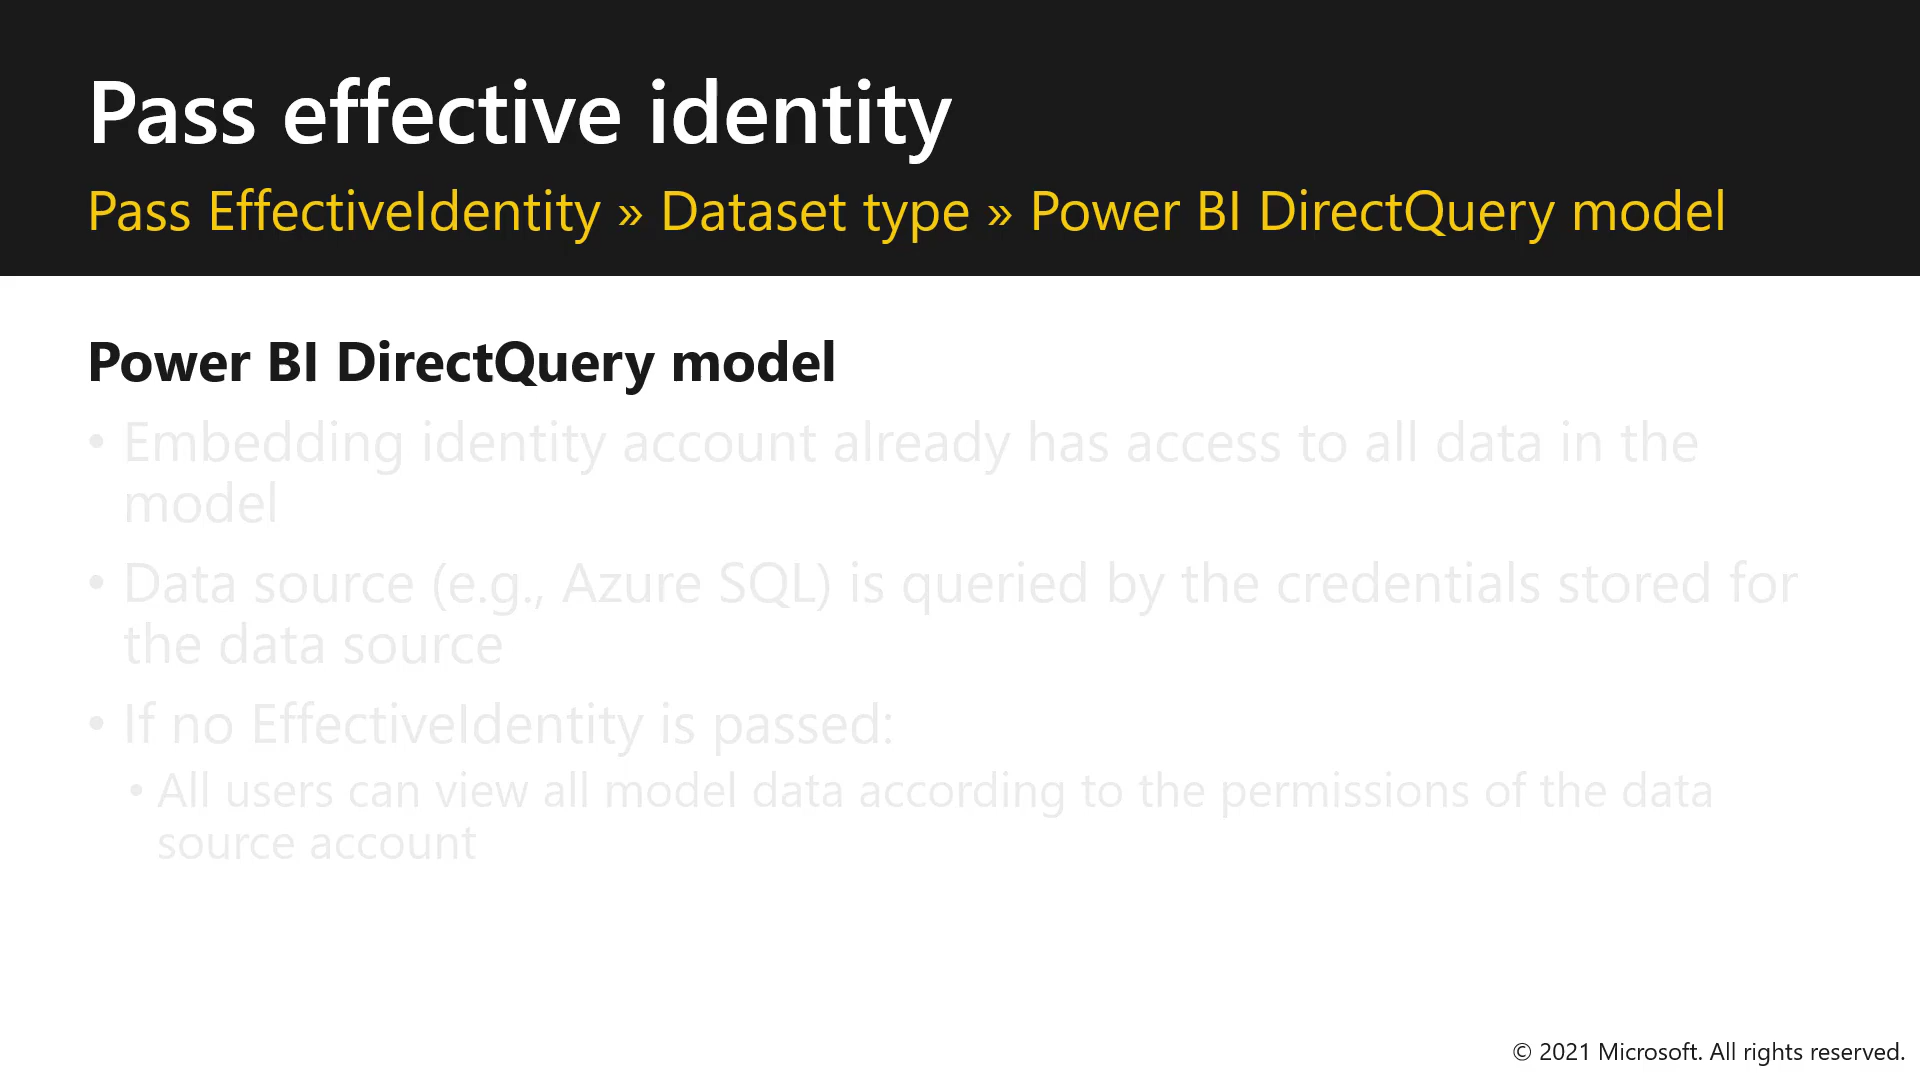 Pass effective identity
Pass EffectiveIdentity » Dataset type » Power BI DirectQuery model
Power BI DirectQuery model
• Embedding identity account already has access to all data in the
model
• Data source (e.g., Azure SQL) is queried by the credentials stored for
the data source
• If no EffectiveIdentity is passed:
• All users can view all model data according to the permissions of the data
source account
© 2021 Microsoft. All rights reserved.